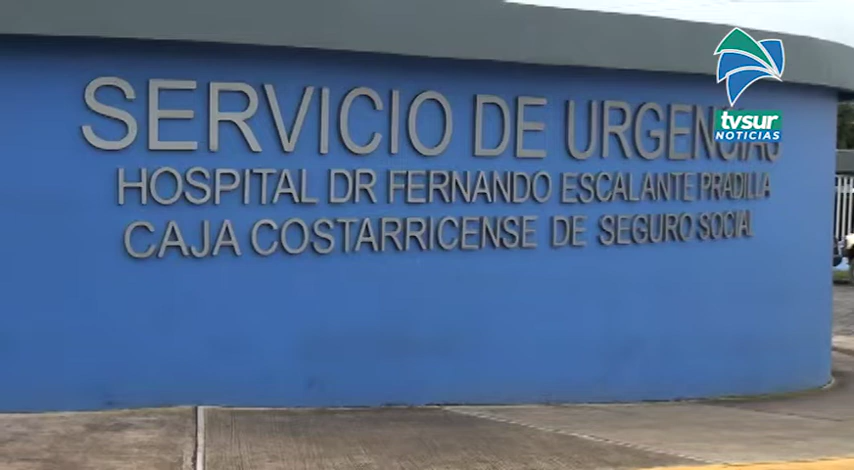 SERVICIO DE URGENCIAS
HOSPITAL DR FERNANDO ESCALANTE PRADILLA
CAJA COSTARRICENSE DE SEGURO SOCIAL
tvsur
NOTICIAS